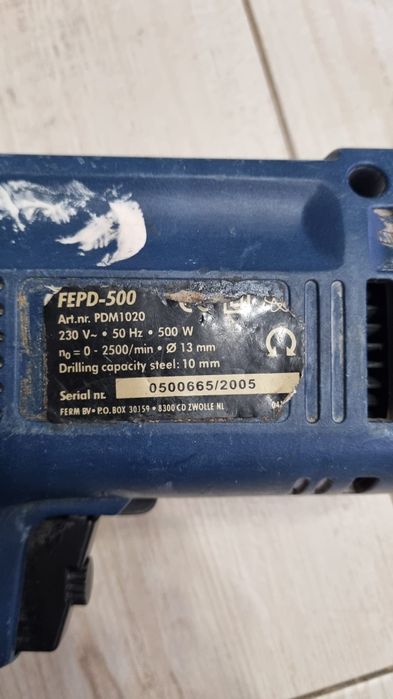 FEPD-500
Art.nr. PDM1020
230 V~ • 50 Hz • 500 W
n₀ = 0 - 2500/min • Ø 13 mm
Drilling capacity steel: 10 mm
Serial nr. 0500665/2005
FERM BV • P.O. BOX 30159 • 8300 CD ZWOLLE NL